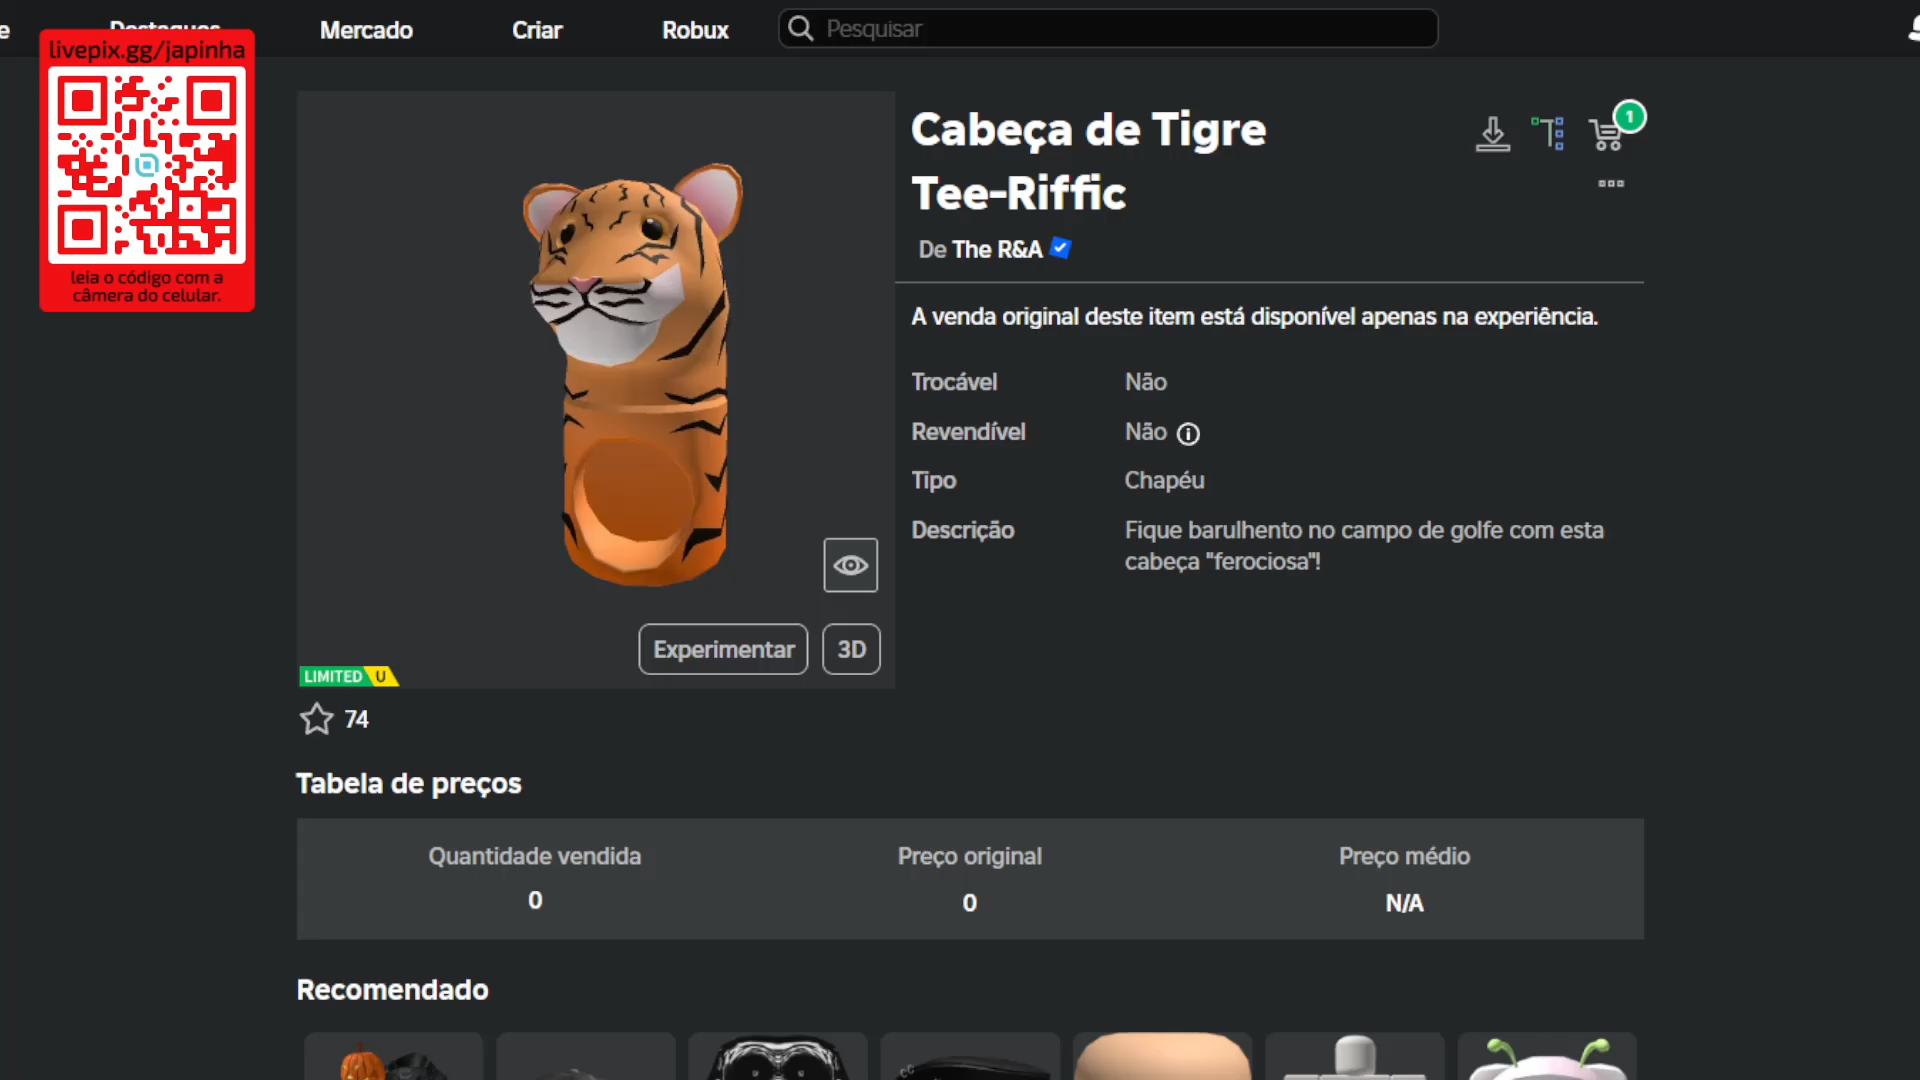 Mercado
Criar
Robux
Pesquisar
livepix.gg/japinha
leia o código com a
câmera do celular.
Cabeça de Tigre
Tee-Riffic
1
De The R&A
A venda original deste item está disponível apenas na experiência.
Trocável
Não
Revendível
Não
Tipo
Chapéu
Descrição
Fique barulhento no campo de golfe com esta
cabeça "ferociosa"!
Experimentar
3D
LIMITED U
74
Tabela de preços
Quantidade vendida
Preço original
Preço médio
0
0
N/A
Recomendado